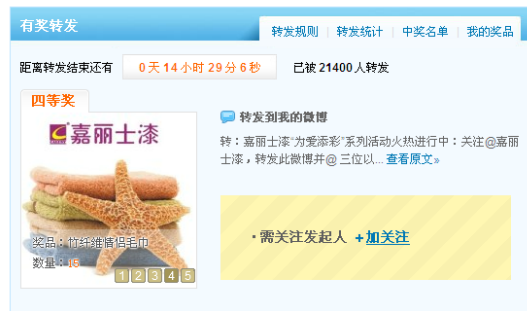 有奖转发
转发规则 | 转发统计 | 中奖名单 | 我的奖品
距离转发结束还有 0天14小时29分6秒 已被21400人转发
四等奖
嘉丽士漆
奖品：竹纤维情侣毛巾
数量：15
1 2 3 4 5
转发到我的微博
转：嘉丽士漆“为爱添彩”系列活动火热进行中：关注@嘉丽
士漆，转发此微博并@ 三位以... 查看原文»
·需关注发起人 +加关注